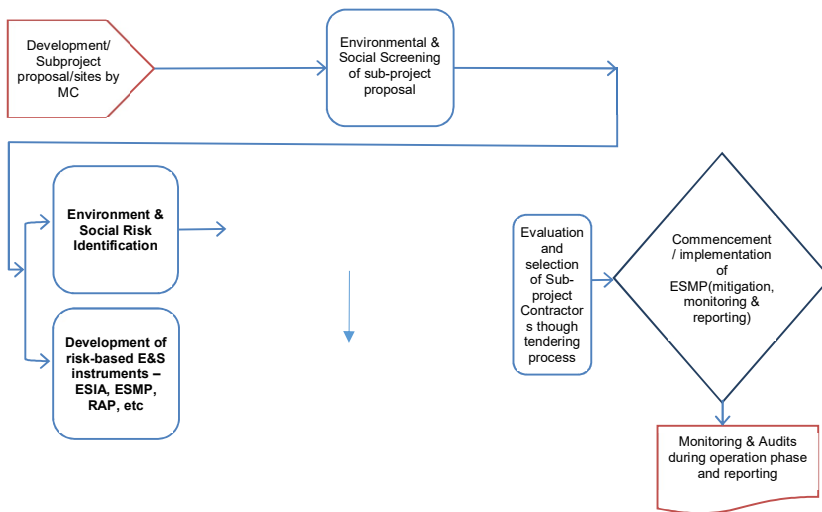 Development/
Subproject
proposal/sites by
MC
Environmental &
Social Screening
of sub-project
proposal
Environment &
Social Risk
Identification
Development of
risk-based E&S
instruments –
ESIA, ESMP,
RAP, etc
Evaluation
and
selection
of Sub-
project
Contractor
s though
tendering
process
Commencement
/ implementation
of
ESMP(mitigation,
monitoring &
reporting)
Monitoring & Audits
during operation phase
and reporting